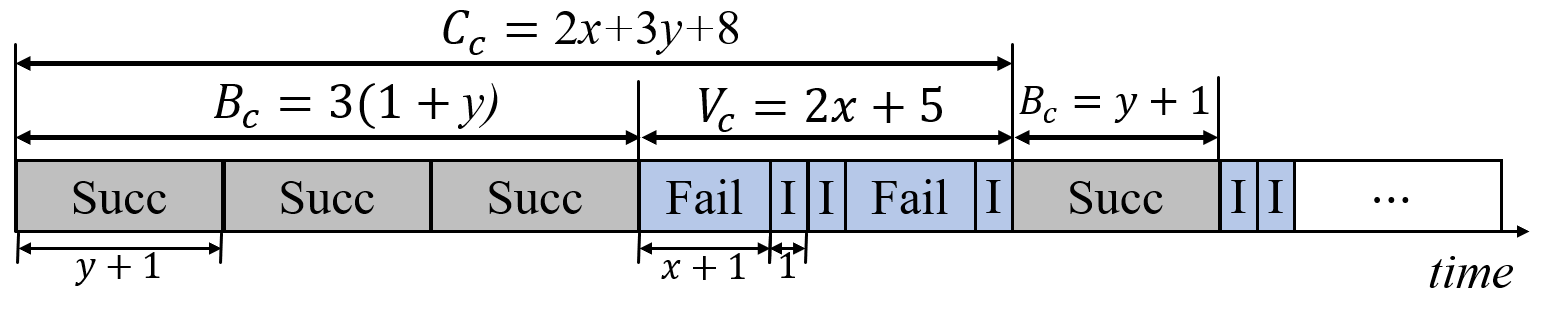 C_c = 2x+3y+8
B_c = 3(1 + y)
V_c = 2x + 5
B_c = y + 1
Succ Succ Succ Fail I I Fail I Succ I I ...
y + 1
x + 1
1
time